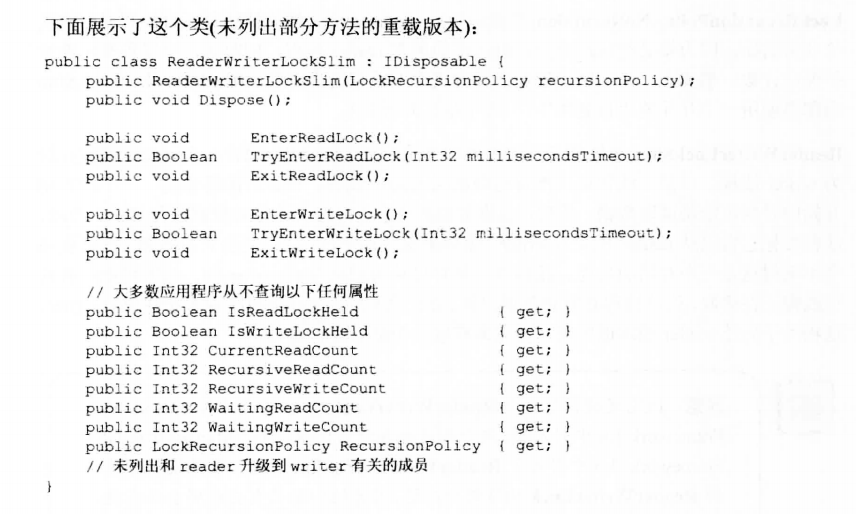 下面展示了这个类(未列出部分方法的重载版本):
public class ReaderWriterLockSlim : IDisposable {
public ReaderWriterLockSlim(LockRecursionPolicy recursionPolicy);
public void Dispose();
public void EnterReadLock();
public Boolean TryEnterReadLock(Int32 millisecondsTimeout);
public void ExitReadLock();
public void EnterWriteLock();
public Boolean TryEnterWriteLock(Int32 millisecondsTimeout);
public void ExitWriteLock();
// 大多数应用程序从不查询以下任何属性
public Boolean IsReadLockHeld { get; }
public Boolean IsWriteLockHeld { get; }
public Int32 CurrentReadCount { get; }
public Int32 RecursiveReadCount { get; }
public Int32 RecursiveWriteCount { get; }
public Int32 WaitingReadCount { get; }
public Int32 WaitingWriteCount { get; }
public LockRecursionPolicy RecursionPolicy { get; }
// 未列出和 reader 升级到 writer 有关的成员
}